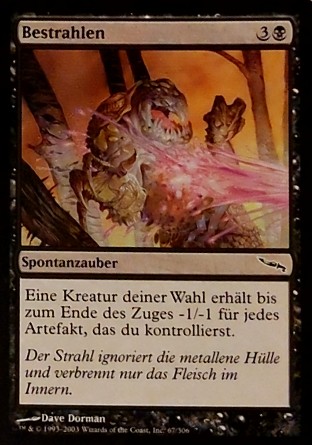 Bestrahlen 3
Spontanzauber
Eine Kreatur deiner Wahl erhält bis
zum Ende des Zuges -1/-1 für jedes
Artefakt, das du kontrollierst.
Der Strahl ignoriert die metallene Hülle
und verbrennt nur das Fleisch im
Innern.
Dave Dorman
™ & © 1993-2003 Wizards of the Coast, Inc. 67/306